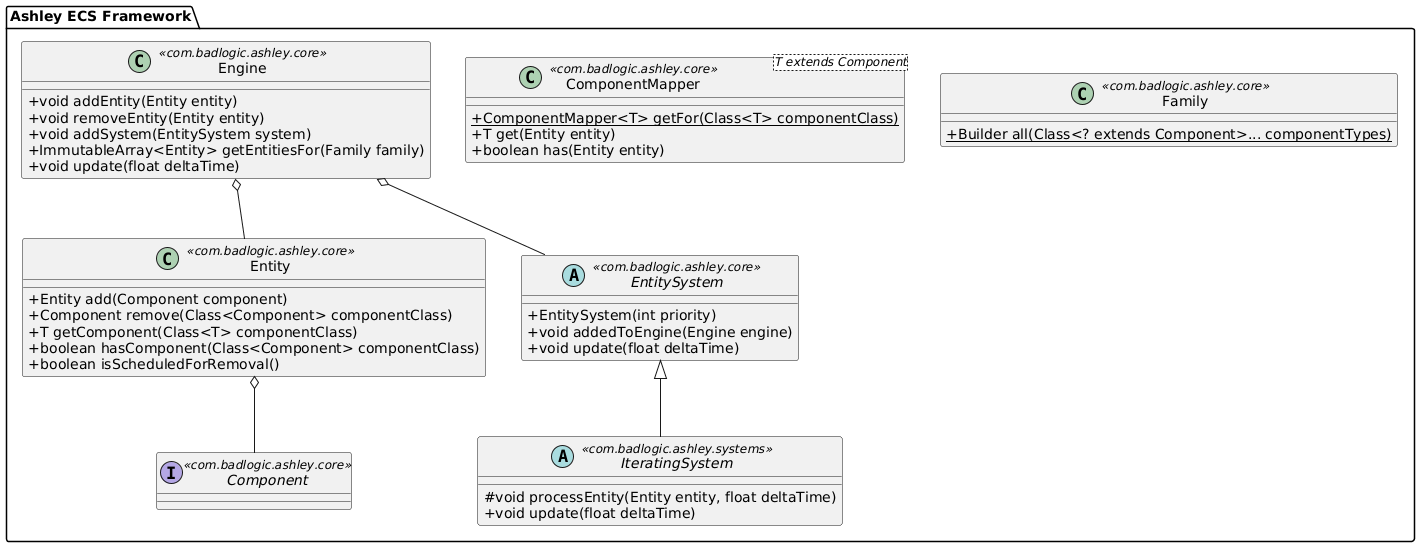 Ashley ECS Framework
C
«com.badlogic.ashley.core»
Engine
+void addEntity(Entity entity)
+void removeEntity(Entity entity)
+void addSystem(EntitySystem system)
+ImmutableArray<Entity> getEntitiesFor(Family family)
+void update(float deltaTime)
T extends Component
C
«com.badlogic.ashley.core»
ComponentMapper
+ComponentMapper<T> getFor(Class<T> componentClass)
+T get(Entity entity)
+boolean has(Entity entity)
C
«com.badlogic.ashley.core»
Family
+Builder all(Class<? extends Component>... componentTypes)
C
«com.badlogic.ashley.core»
Entity
+Entity add(Component component)
+Component remove(Class<Component> componentClass)
+T getComponent(Class<T> componentClass)
+boolean hasComponent(Class<Component> componentClass)
+boolean isScheduledForRemoval()
A
«com.badlogic.ashley.core»
EntitySystem
+EntitySystem(int priority)
+void addedToEngine(Engine engine)
+void update(float deltaTime)
I
«com.badlogic.ashley.core»
Component
A
«com.badlogic.ashley.systems»
IteratingSystem
#void processEntity(Entity entity, float deltaTime)
+void update(float deltaTime)